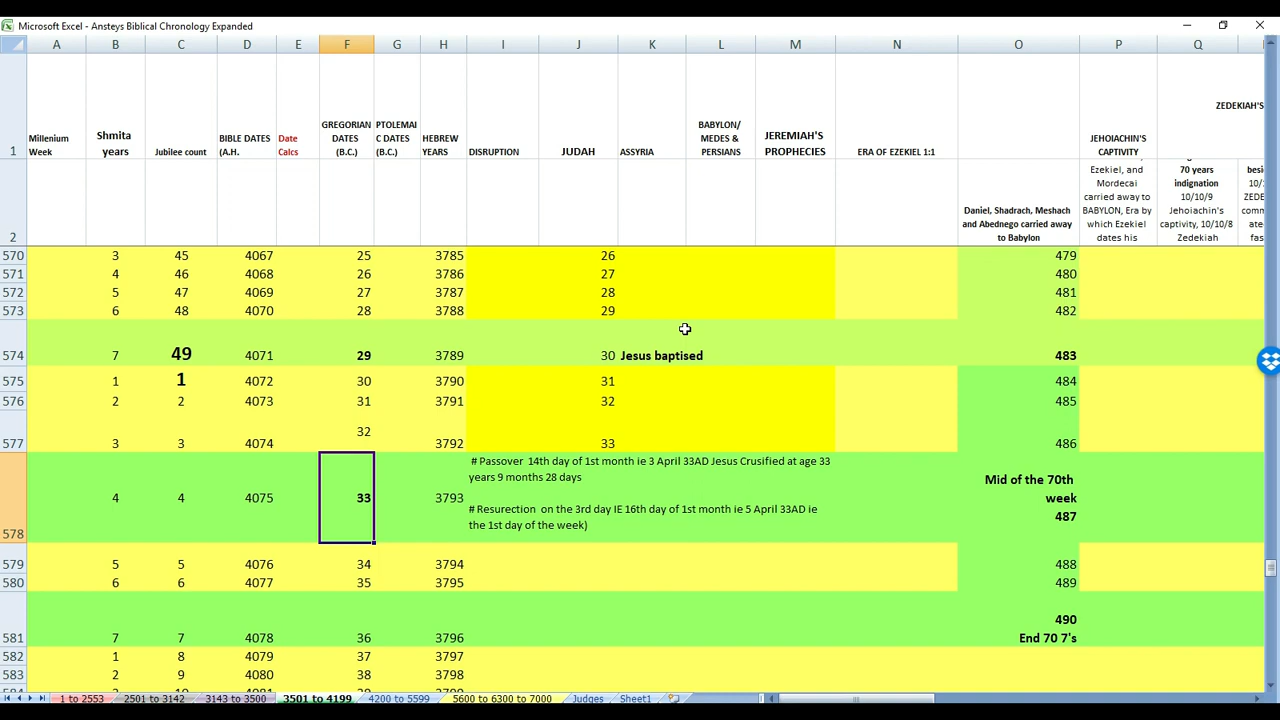 Microsoft Excel - Ansteys Biblical Chronology Expanded
A B C D E F G H I J K L M N O P Q
1 Millenium Week Shmita years Jubilee count BIBLE DATES (A.H. Date Calcs GREGORIAN DATES (B.C.) PTOLEMAI C DATES (B.C.) HEBREW YEARS DISRUPTION JUDAH ASSYRIA BABYLON/ MEDES & PERSIANS JEREMIAH'S PROPHECIES ERA OF EZEKIEL 1:1 JEHOIACHIN'S CAPTIVITY ZEDEKIAH'S
2 Daniel, Shadrach, Meshach and Abednego carried away to Babylon Ezekiel, and Mordecai carried away to BABYLON, Era by which Ezekiel dates his 70 years indignation 10/10/9 Jehoiachin's captivity, 10/10/8 Zedekiah besi 10/1 ZEDE comm ate fas
570 3 45 4067 25 3785 26 479
571 4 46 4068 26 3786 27 480
572 5 47 4069 27 3787 28 481
573 6 48 4070 28 3788 29 482
574 7 49 4071 29 3789 30 Jesus baptised 483
575 1 1 4072 30 3790 31 484
576 2 2 4073 31 3791 32 485
577 3 3 4074 32 3792 33 486
# Passover 14th day of 1st month ie 3 April 33AD Jesus Crusified at age 33
years 9 months 28 days
# Resurection on the 3rd day IE 16th day of 1st month ie 5 April 33AD ie
the 1st day of the week)
578 4 4 4075 33 3793 Mid of the 70th week 487
579 5 5 4076 34 3794 488
580 6 6 4077 35 3795 489
581 7 7 4078 36 3796 490 End 70 7's
582 1 8 4079 37 3797
583 2 9 4080 38 3798
1 to 2553 2501 to 3142 3143 to 3500 3501 to 4199 4200 to 5599 5600 to 6300 to 7000 Judges Sheet1